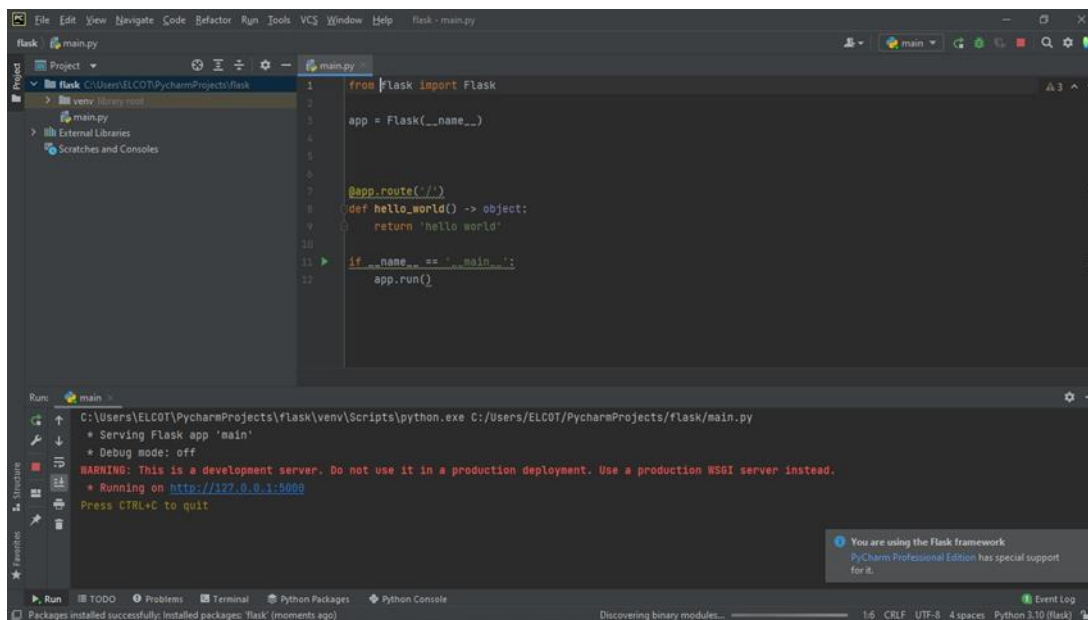 PC File Edit View Navigate Code Refactor Run Tools VCS Window Help flask - main.py
flask main.py main
Project
Project main.py
flask C:\Users\ELCOT\PycharmProjects\flask
venv library root
main.py
External Libraries
Scratches and Consoles
3
1 from flask import Flask
2
3 app = Flask(__name__)
4
5
6
7 @app.route('/')
8 def hello_world() -> object:
9 return 'hello world'
10
11 if __name__ == '__main__':
12 app.run()
Run: main
C:\Users\ELCOT\PycharmProjects\flask\venv\Scripts\python.exe C:/Users/ELCOT/PycharmProjects/flask/main.py
* Serving Flask app 'main'
* Debug mode: off
WARNING: This is a development server. Do not use it in a production deployment. Use a production WSGI server instead.
* Running on http://127.0.0.1:5000
Press CTRL+C to quit
Structure
Favorites
You are using the Flask framework
PyCharm Professional Edition has special support
for it.
Run TODO Problems Terminal Python Packages Python Console 1 Event Log
Packages installed successfully: Installed packages: 'flask' (moments ago) Discovering binary modules... 1:6 CRLF UTF-8 4 spaces Python 3.10 (flask)